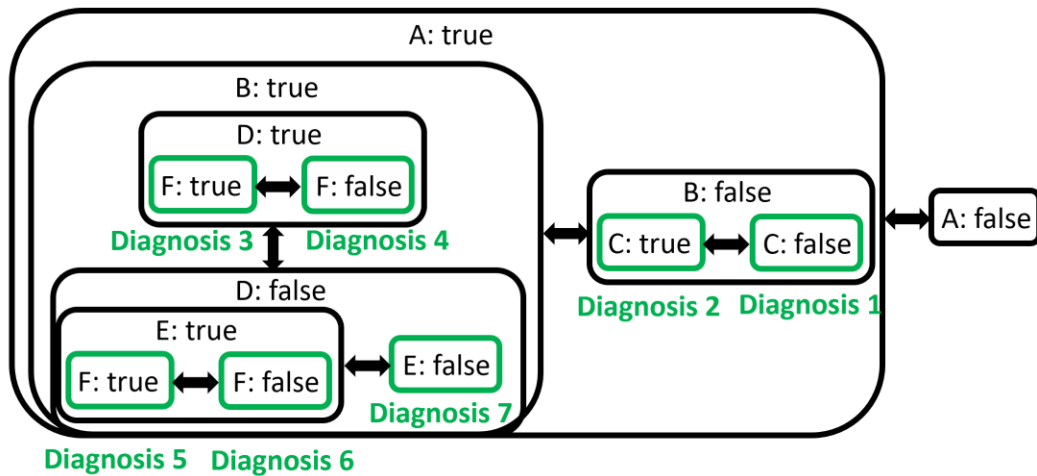 A: true
B: true
D: true
F: true
F: false
Diagnosis 3
Diagnosis 4
D: false
E: true
F: true
F: false
E: false
Diagnosis 7
Diagnosis 5
Diagnosis 6
B: false
C: true
C: false
Diagnosis 2
Diagnosis 1
A: false